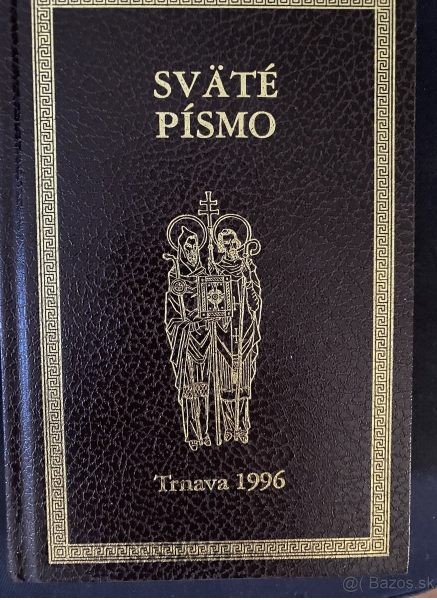 SVÄTÉ
PÍSMO
Trnava 1996
@( Bazos.sk